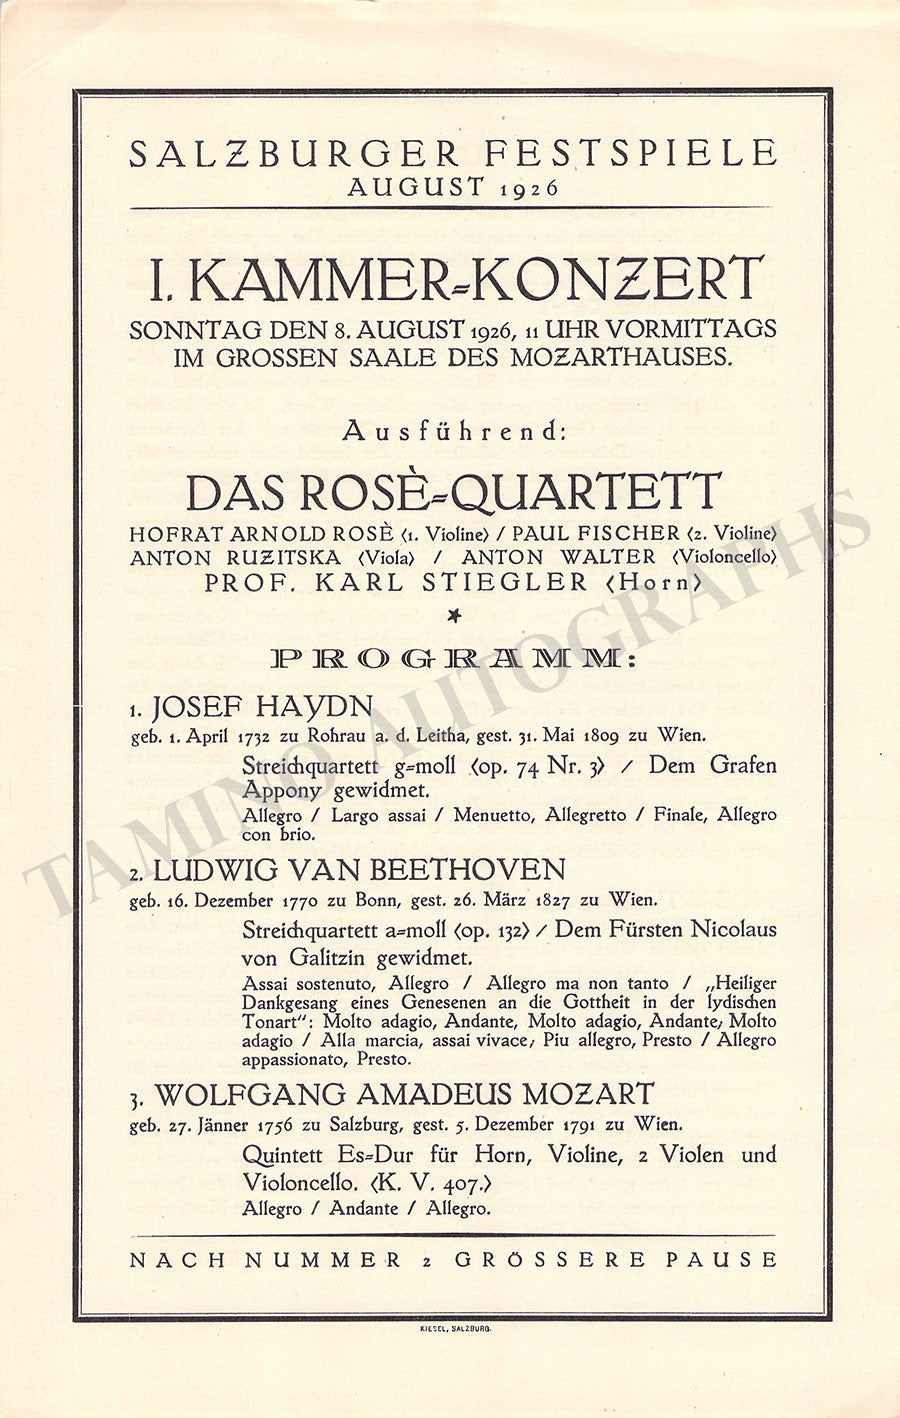 SALZBURGER FESTSPIELE
AUGUST 1926
I. KAMMER-KONZERT
SONNTAG DEN 8. AUGUST 1926, 11 UHR VORMITTAGS
IM GROSSEN SAALE DES MOZARTHAUSES.
Ausführend:
DAS ROSÈ-QUARTETT
HOFRAT ARNOLD ROSÈ (1. Violine) / PAUL FISCHER (2. Violine)
ANTON RUZITSKA (Viola) / ANTON WALTER (Violoncello)
PROF. KARL STIEGLER (Horn)
PROGRAMM:
1. JOSEF HAYDN
geb. 1. April 1732 zu Rohrau a. d. Leitha, gest. 31. Mai 1809 zu Wien.
Streichquartett g-moll (op. 74 Nr. 3) / Dem Grafen
Appony gewidmet.
Allegro / Largo assai / Menuetto, Allegretto / Finale, Allegro
con brio.
2. LUDWIG VAN BEETHOVEN
geb. 16. Dezember 1770 zu Bonn, gest. 26. März 1827 zu Wien.
Streichquartett a-moll (op. 132) / Dem Fürsten Nicolaus
von Galitzin gewidmet.
Assai sostenuto, Allegro / Allegro ma non tanto / „Heiliger
Dankgesang eines Genesenen an die Gottheit in der lydischen
Tonart": Molto adagio, Andante, Molto adagio, Andante, Molto
adagio / Alla marcia, assai vivace, Piu allegro, Presto / Allegro
appassionato, Presto.
3. WOLFGANG AMADEUS MOZART
geb. 27. Jänner 1756 zu Salzburg, gest. 5. Dezember 1791 zu Wien.
Quintett Es-Dur für Horn, Violine, 2 Violen und
Violoncello. (K. V. 407.)
Allegro / Andante / Allegro.
NACH NUMMER 2 GRÖSSERE PAUSE
KIESEL, SALZBURG.
TAMINO AUTOGRAPHS